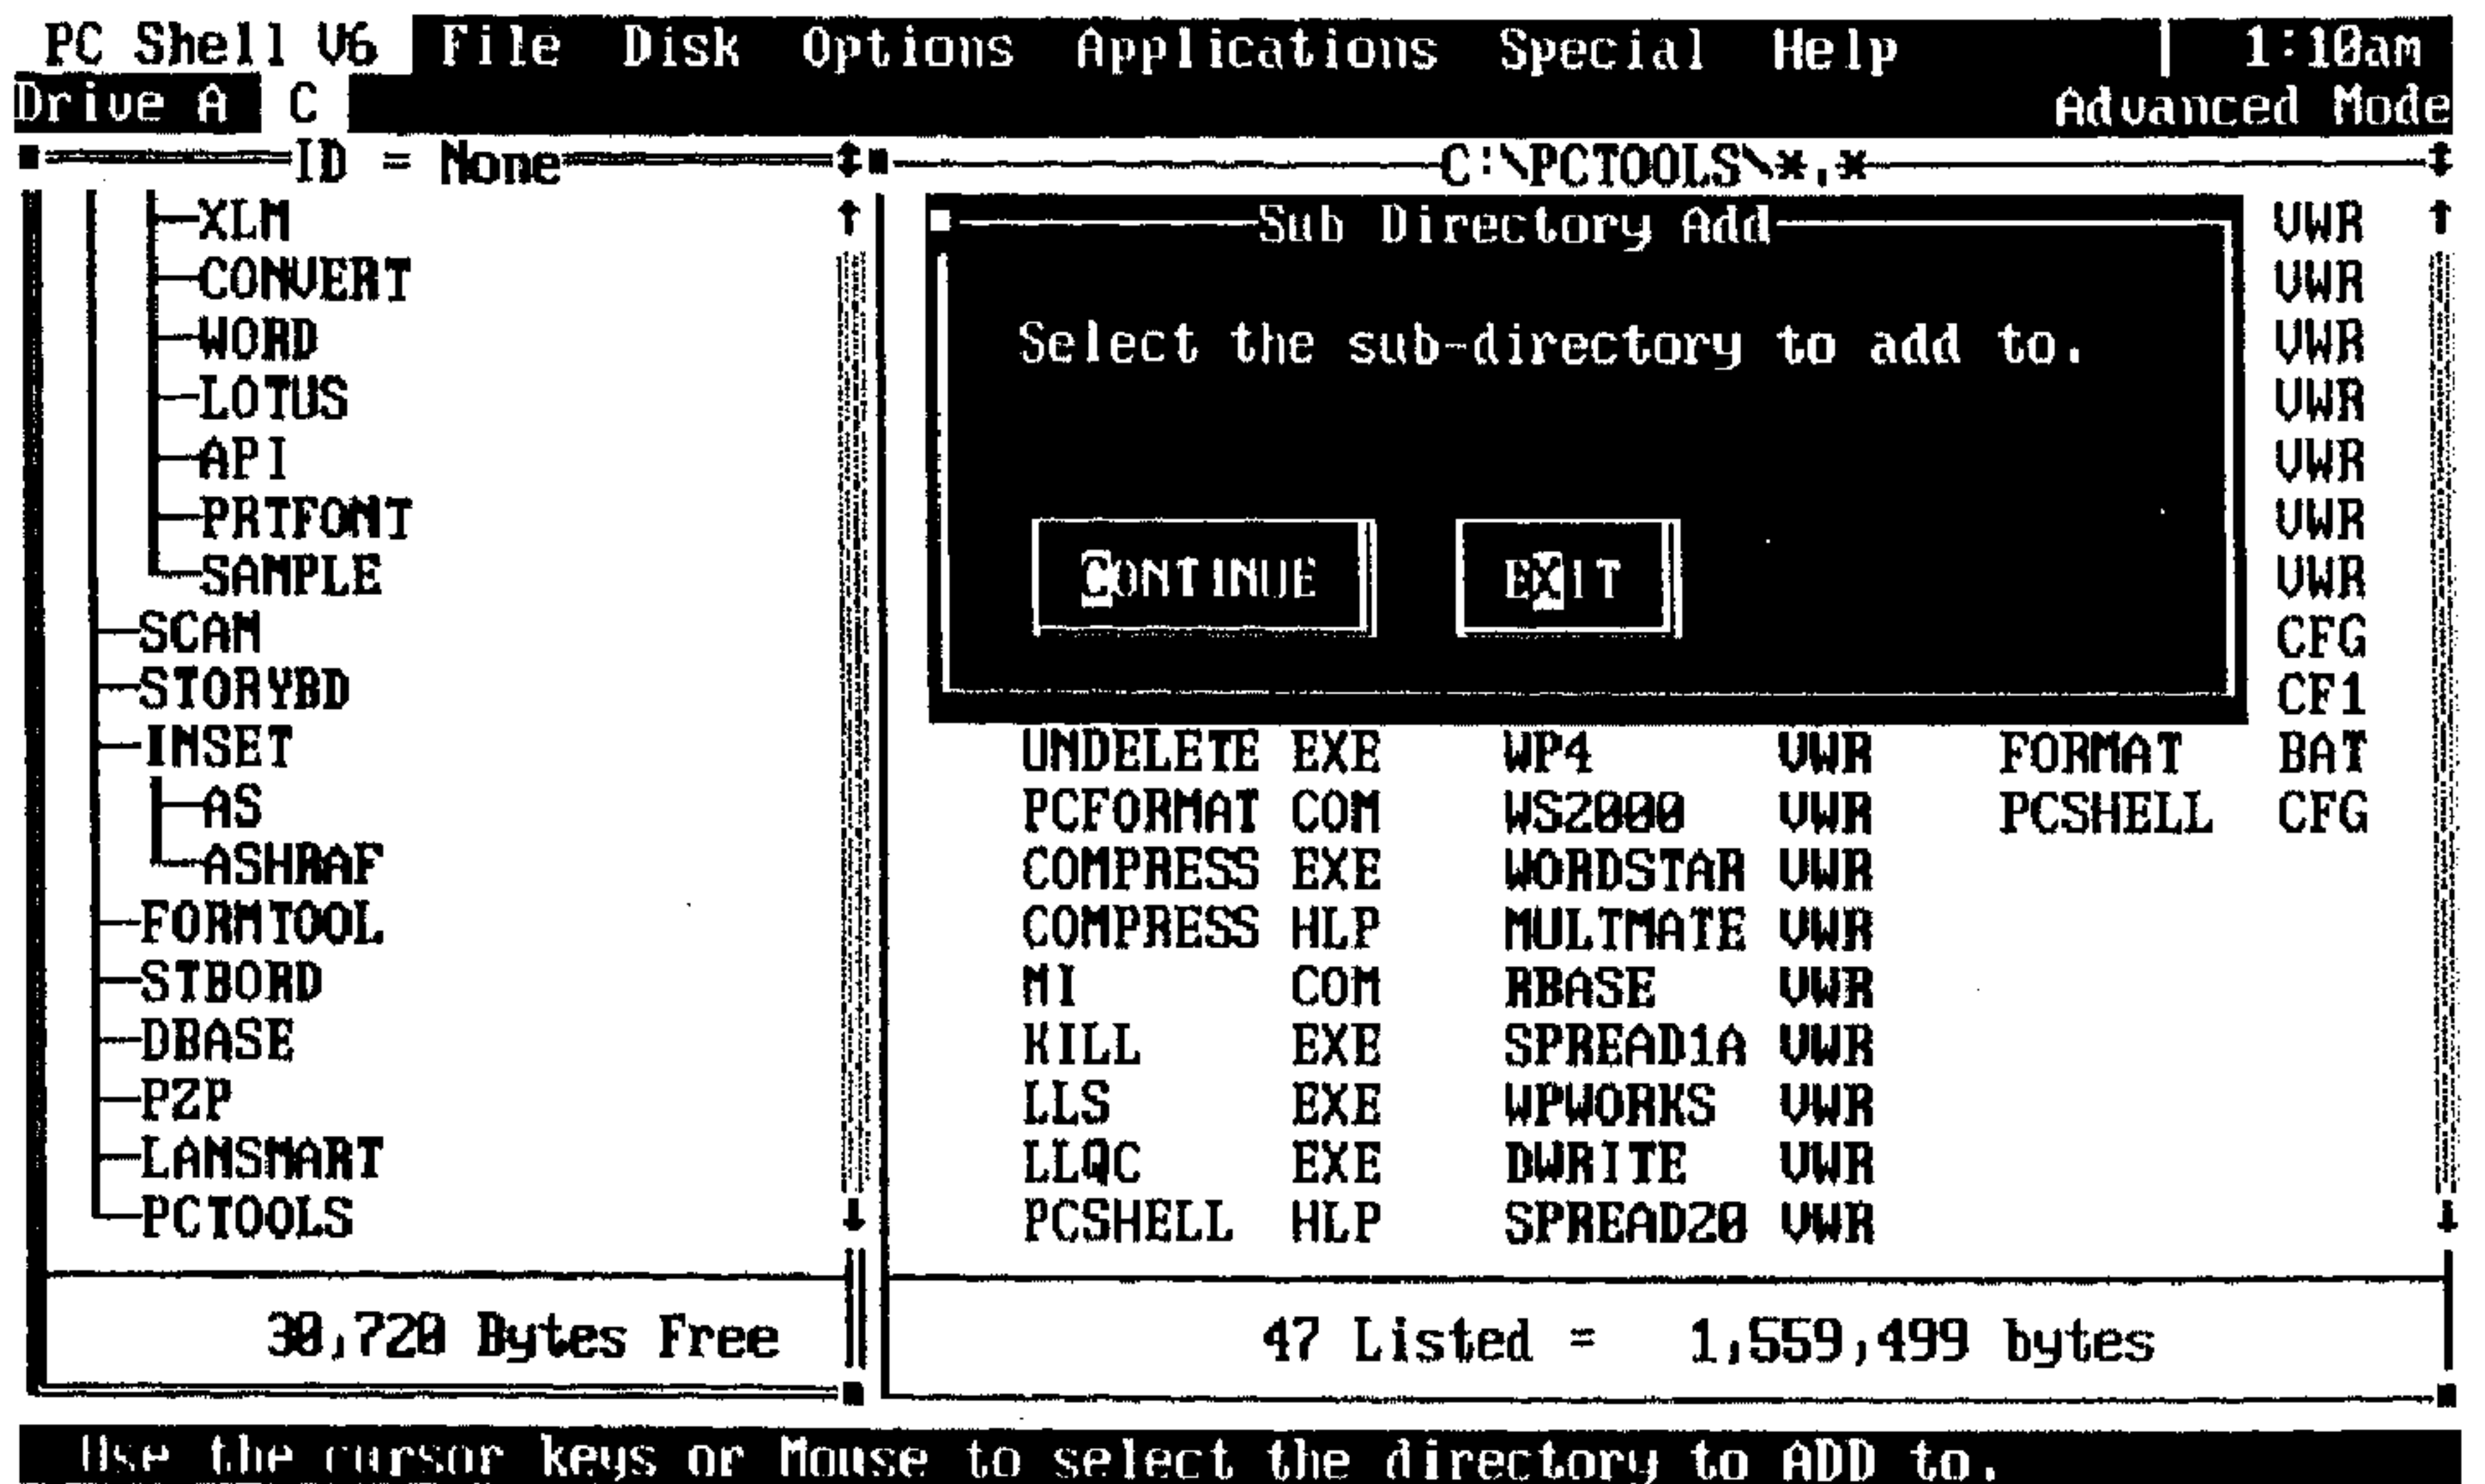 PC Shell V6 File Disk Options Applications Special Help | 1:10am
Drive A C Advanced Mode
ID = None
XLM
CONVERT
WORD
LOTUS
API
PRTFONT
SAMPLE
SCAN
STORYBD
INSET
AS
ASHRAF
FORMTOOL
STBORD
DBASE
PZP
LANSMART
PCTOOLS
30,720 Bytes Free
C:\PCTOOLS\*.*
Sub Directory Add
Select the sub-directory to add to.
CONTINUE EXIT
VWR
VWR
VWR
VWR
VWR
VWR
VWR
CFG
CF1
UNDELETE EXE WP4 VWR FORMAT BAT
PCFORMAT COM WS2000 VWR PCSHELL CFG
COMPRESS EXE WORDSTAR VWR
COMPRESS HLP MULTMATE VWR
MI COM RBASE VWR
KILL EXE SPREAD1A VWR
LLS EXE WPWORKS VWR
LLQC EXE DWRITE VWR
PCSHELL HLP SPREAD20 VWR
47 Listed = 1,559,499 bytes
Use the cursor keys or Mouse to select the directory to ADD to.